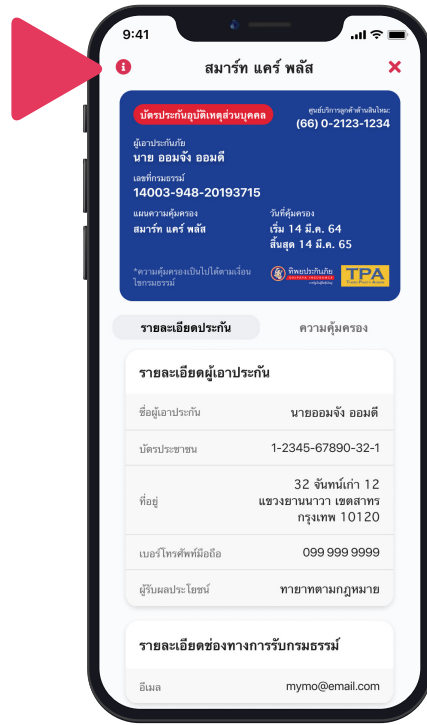 9:41
สมาร์ท แคร์ พลัส
บัตรประกันอุบัติเหตุส่วนบุคคล
ศูนย์บริการลูกค้าด้านสินไหม:
(66) 0-2123-1234
ผู้เอาประกันภัย
นาย ออมจัง ออมดี
เลขที่กรมธรรม์
14003-948-20193715
แผนความคุ้มครอง
สมาร์ท แคร์ พลัส
วันที่คุ้มครอง
เริ่ม 14 มี.ค. 64
สิ้นสุด 14 มี.ค. 65
*ความคุ้มครองเป็นไปได้ตามเงื่อน
ไขกรมธรรม์
ทิพยประกันภัย
TPA
รายละเอียดประกัน
ความคุ้มครอง
รายละเอียดผู้เอาประกัน
ชื่อผู้เอาประกัน
นายออมจัง ออมดี
บัตรประชาชน
1-2345-67890-32-1
ที่อยู่
32 จันทน์เก่า 12
แขวงยานนาวา เขตสาทร
กรุงเทพ 10120
เบอร์โทรศัพท์มือถือ
099 999 9999
ผู้รับผลประโยชน์
ทายาทตามกฎหมาย
รายละเอียดช่องทางการรับกรมธรรม์
อีเมล
mymo@email.com